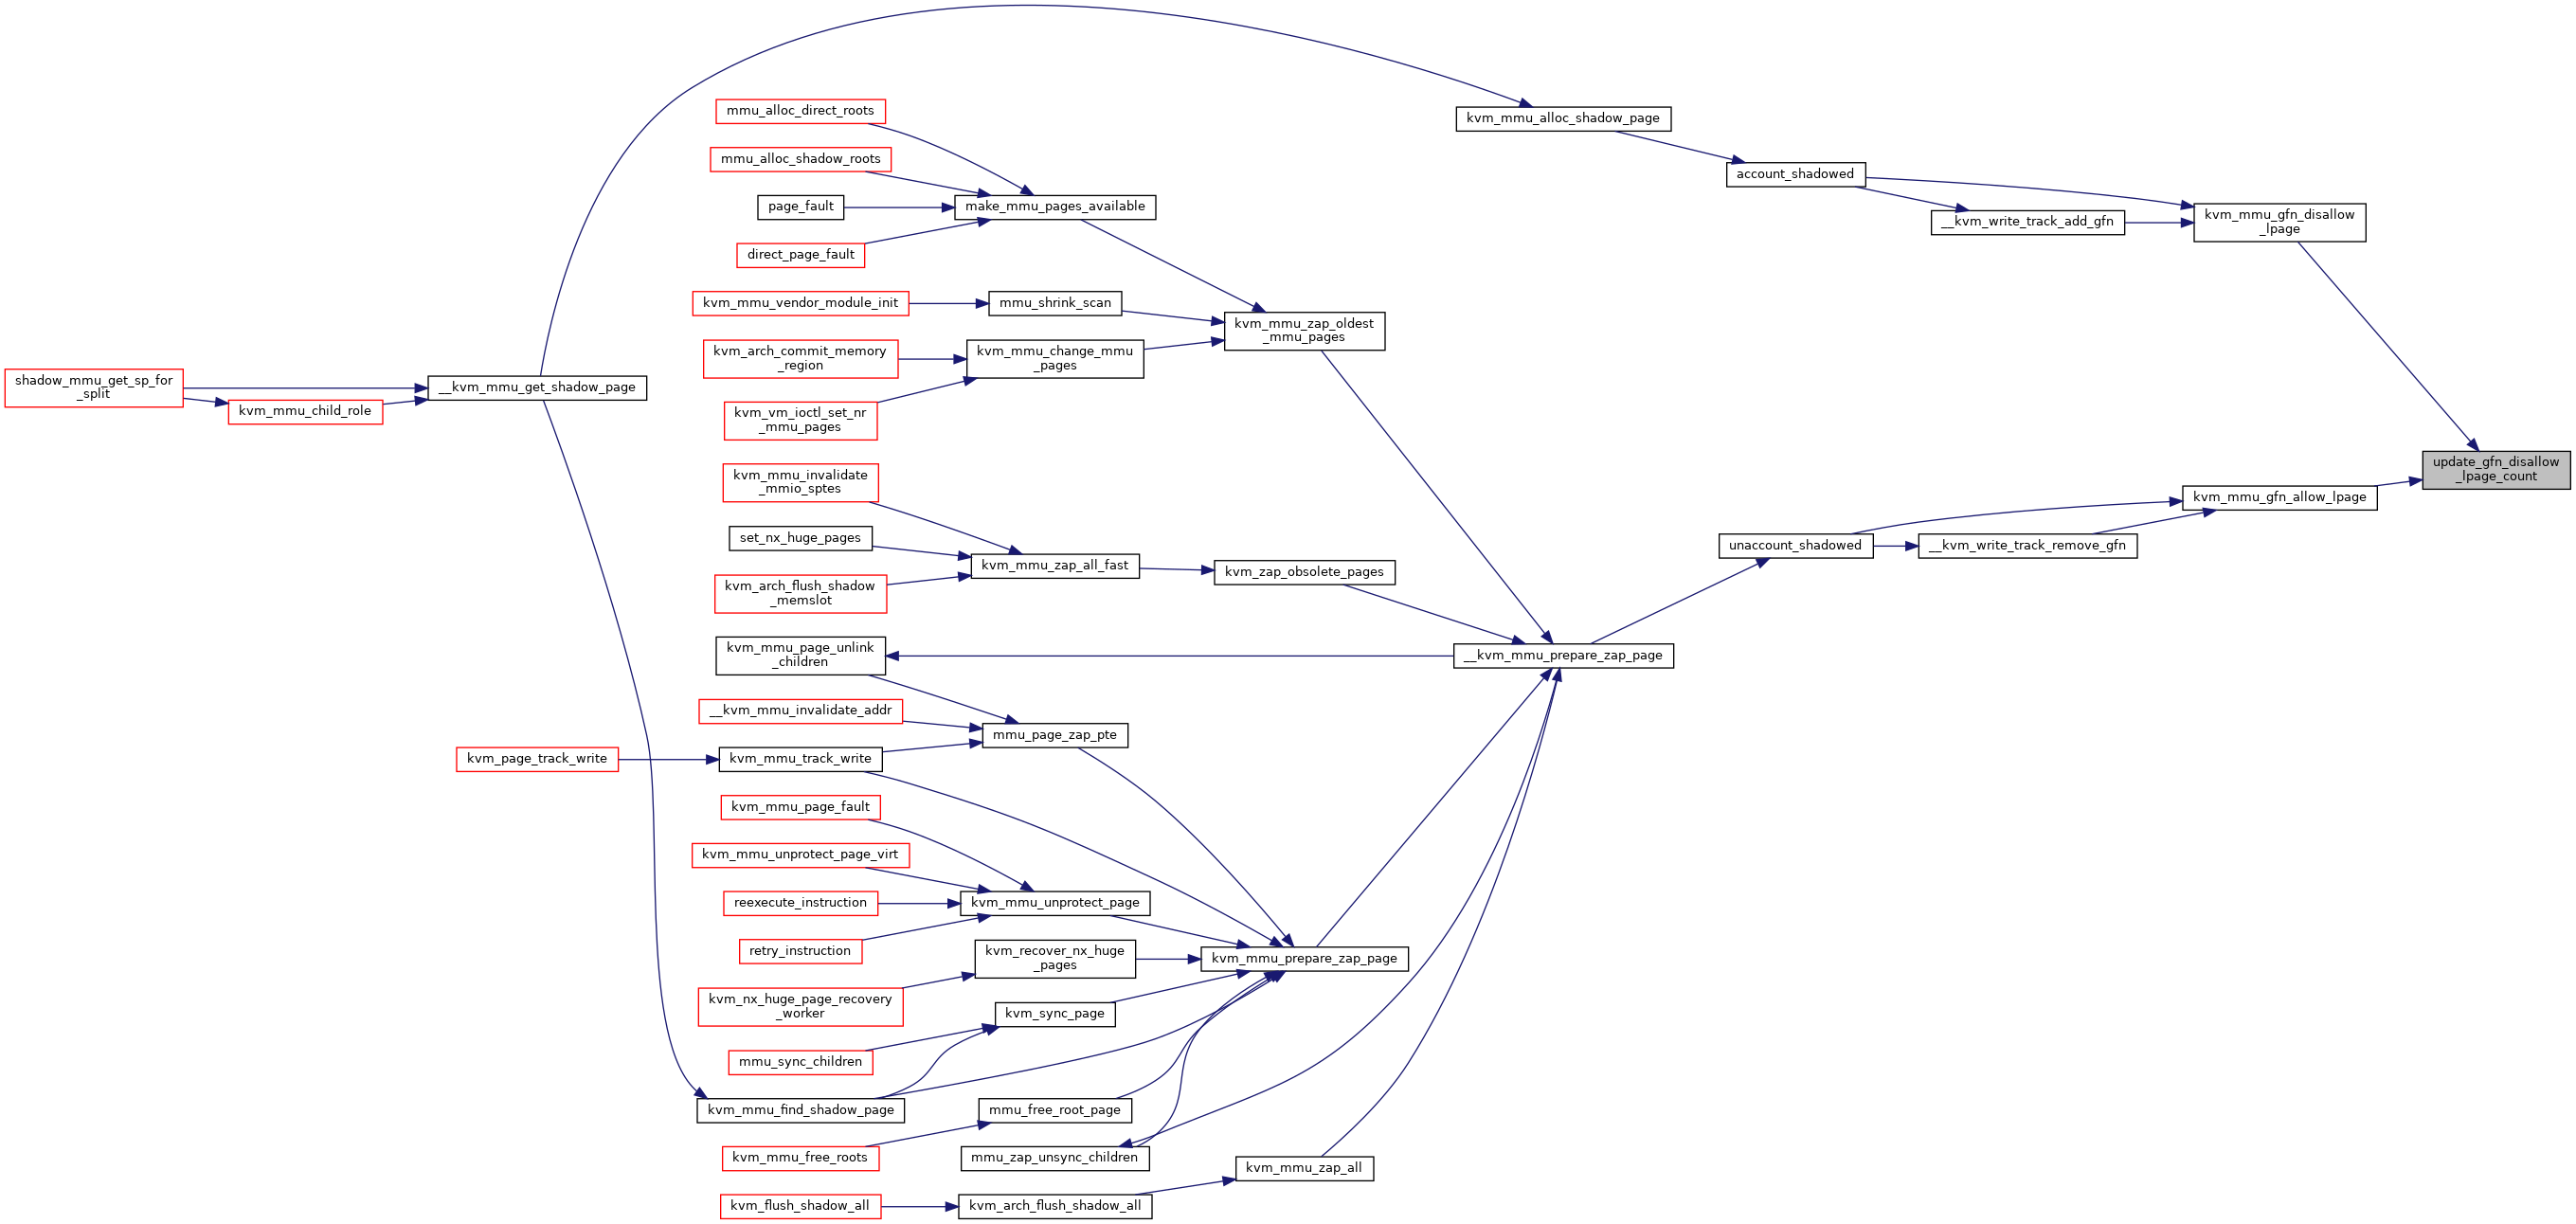 mmu_alloc_direct_roots
kvm_mmu_alloc_shadow_page
mmu_alloc_shadow_roots
account_shadowed
page_fault
make_mmu_pages_available
__kvm_write_track_add_gfn
kvm_mmu_gfn_disallow
_lpage
direct_page_fault
kvm_mmu_vendor_module_init
mmu_shrink_scan
kvm_mmu_zap_oldest
_mmu_pages
kvm_arch_commit_memory
_region
kvm_mmu_change_mmu
_pages
shadow_mmu_get_sp_for
_split
__kvm_mmu_get_shadow_page
kvm_mmu_child_role
kvm_vm_ioctl_set_nr
_mmu_pages
update_gfn_disallow
_lpage_count
kvm_mmu_invalidate
_mmio_sptes
kvm_mmu_gfn_allow_lpage
set_nx_huge_pages
unaccount_shadowed
__kvm_write_track_remove_gfn
kvm_mmu_zap_all_fast
kvm_zap_obsolete_pages
kvm_arch_flush_shadow
_memslot
kvm_mmu_page_unlink
_children
__kvm_mmu_prepare_zap_page
__kvm_mmu_invalidate_addr
mmu_page_zap_pte
kvm_page_track_write
kvm_mmu_track_write
kvm_mmu_page_fault
kvm_mmu_unprotect_page_virt
reexecute_instruction
kvm_mmu_unprotect_page
retry_instruction
kvm_recover_nx_huge
_pages
kvm_mmu_prepare_zap_page
kvm_nx_huge_page_recovery
_worker
kvm_sync_page
mmu_sync_children
kvm_mmu_find_shadow_page
mmu_free_root_page
kvm_mmu_free_roots
mmu_zap_unsync_children
kvm_mmu_zap_all
kvm_flush_shadow_all
kvm_arch_flush_shadow_all